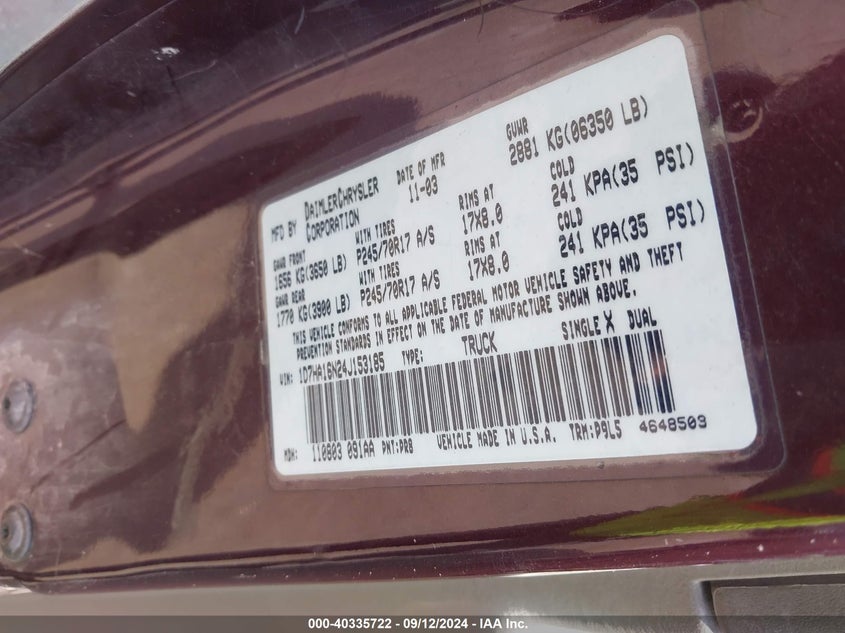 MFD BY DAIMLERCHRYSLER CORPORATION
DATE OF MFR 11-03
GVWR 2881 KG(06350 LB)
GAWR FRONT WITH TIRES RIMS AT COLD
1656 KG(3650 LB) P245/70R17 A/S 17X8.0 241 KPA(35 PSI)
GAWR REAR WITH TIRES RIMS AT COLD
1770 KG(3900 LB) P245/70R17 A/S 17X8.0 241 KPA(35 PSI)
THIS VEHICLE CONFORMS TO ALL APPLICABLE FEDERAL MOTOR VEHICLE SAFETY AND THEFT
PREVENTION STANDARDS IN EFFECT ON THE DATE OF MANUFACTURE SHOWN ABOVE.
VIN: 1D7HA16N24J153195 TYPE: TRUCK SINGLE X DUAL
MDH: 110803 091AA PNT:PR8 VEHICLE MADE IN U.S.A. TRM:D9L5 4648503
000-40335722 - 09/12/2024 - IAA Inc.